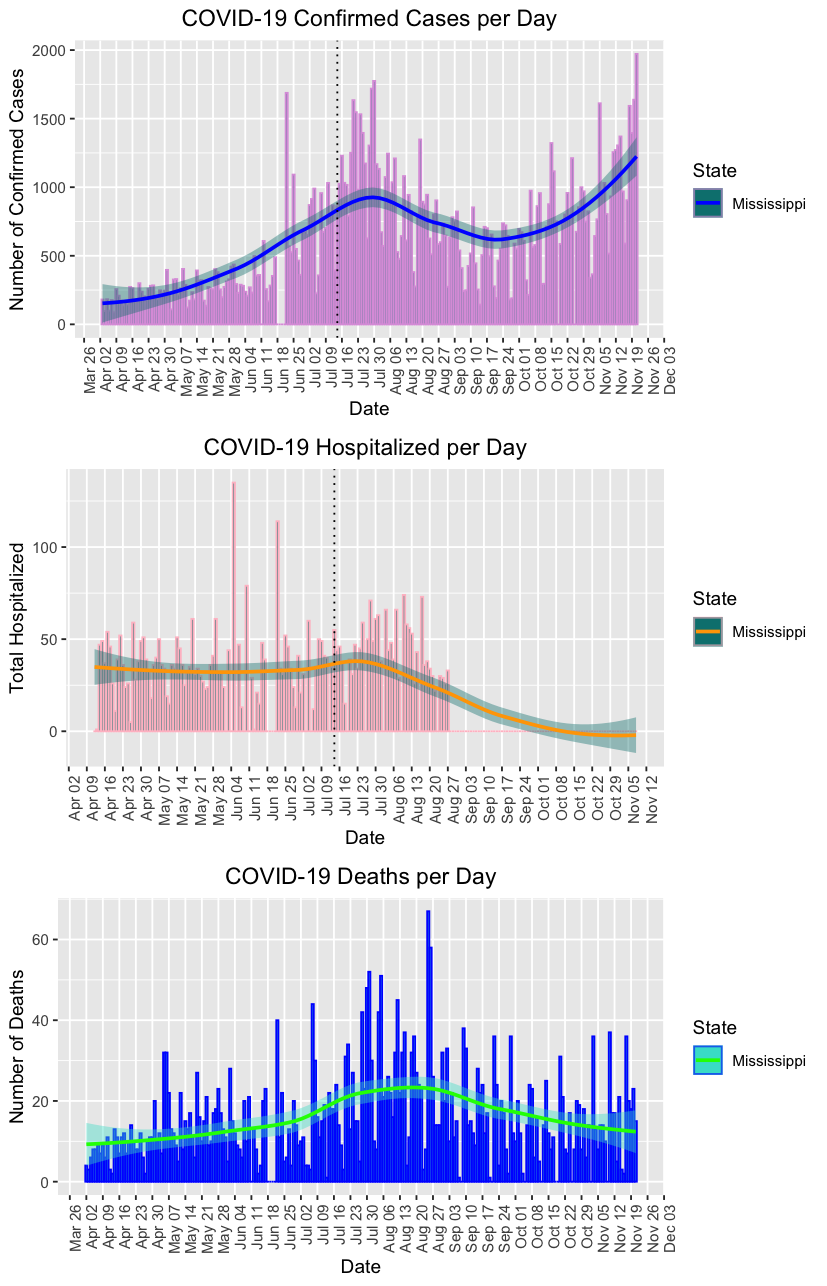 COVID-19 Confirmed Cases per Day
Number of Confirmed Cases
2000
1500
1000
500
0
Mar 26
Apr 02
Apr 09
Apr 16
Apr 23
Apr 30
May 07
May 14
May 21
May 28
Jun 04
Jun 11
Jun 18
Jun 25
Jul 02
Jul 09
Jul 16
Jul 23
Jul 30
Aug 06
Aug 13
Aug 20
Aug 27
Sep 03
Sep 10
Sep 17
Sep 24
Oct 01
Oct 08
Oct 15
Oct 22
Oct 29
Nov 05
Nov 12
Nov 19
Nov 26
Dec 03
Date
State
Mississippi
COVID-19 Hospitalized per Day
Total Hospitalized
100
50
0
Apr 02
Apr 09
Apr 16
Apr 23
Apr 30
May 07
May 14
May 21
May 28
Jun 04
Jun 11
Jun 18
Jun 25
Jul 02
Jul 09
Jul 16
Jul 23
Jul 30
Aug 06
Aug 13
Aug 20
Aug 27
Sep 03
Sep 10
Sep 17
Sep 24
Oct 01
Oct 08
Oct 15
Oct 22
Oct 29
Nov 05
Nov 12
Date
State
Mississippi
COVID-19 Deaths per Day
Number of Deaths
60
40
20
0
Mar 26
Apr 02
Apr 09
Apr 16
Apr 23
Apr 30
May 07
May 14
May 21
May 28
Jun 04
Jun 11
Jun 18
Jun 25
Jul 02
Jul 09
Jul 16
Jul 23
Jul 30
Aug 06
Aug 13
Aug 20
Aug 27
Sep 03
Sep 10
Sep 17
Sep 24
Oct 01
Oct 08
Oct 15
Oct 22
Oct 29
Nov 05
Nov 12
Nov 19
Nov 26
Dec 03
Date
State
Mississippi